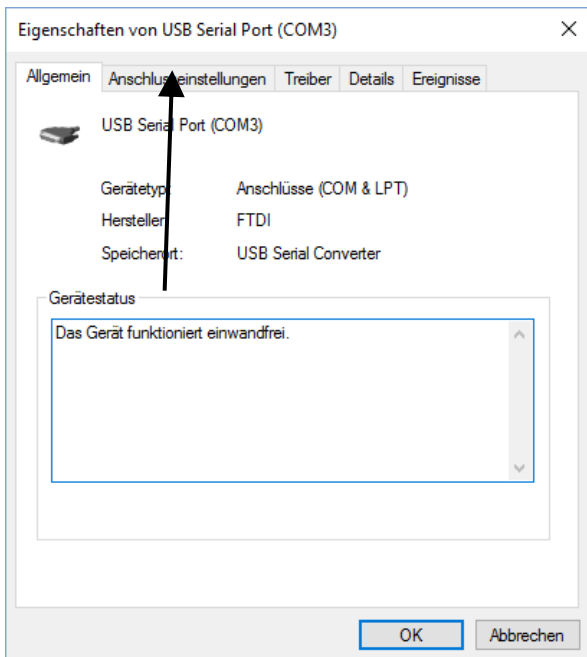 Eigenschaften von USB Serial Port (COM3)
Allgemein Anschlusseinstellungen Treiber Details Ereignisse
USB Serial Port (COM3)
Gerätetyp: Anschlüsse (COM & LPT)
Hersteller: FTDI
Speicherort: USB Serial Converter
Gerätestatus
Das Gerät funktioniert einwandfrei.
OK Abbrechen